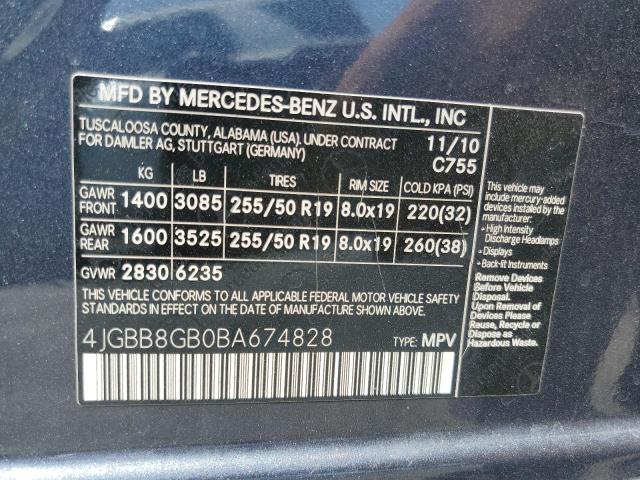 MFD BY MERCEDES-BENZ U.S. INTL., INC
TUSCALOOSA COUNTY, ALABAMA (USA). UNDER CONTRACT
FOR DAIMLER AG, STUTTGART (GERMANY)
11/10
C755
KG LB TIRES RIM SIZE COLD KPA (PSI)
GAWR FRONT 1400 3085 255/50 R19 8.0x19 220(32)
GAWR REAR 1600 3525 255/50 R19 8.0x19 260(38)
GVWR 2830 6235
THIS VEHICLE CONFORMS TO ALL APPLICABLE FEDERAL MOTOR VEHICLE SAFETY
STANDARDS IN EFFECT ON THE DATE OF MANUFACTURE SHOWN ABOVE.
4JGBB8GB0BA674828 TYPE: MPV
This vehicle may
include mercury-
added devices
installed by the
manufacturer:
• High Intensity
Discharge Headlamps
• Displays
• Back-lit Instruments
Remove Devices
Before Vehicle
Disposal.
Upon Removal of
Devices Please
Reuse, Recycle or
Dispose as
Hazardous Waste.